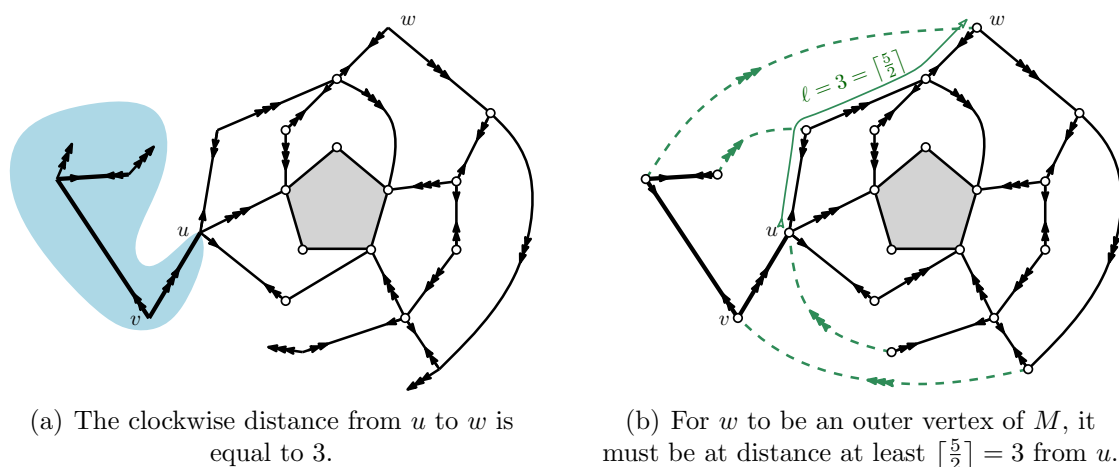 w
u
v
(a) The clockwise distance from u to w is
equal to 3.
w
ℓ = 3 = ⌈5/2⌉
u
v
(b) For w to be an outer vertex of M, it
must be at distance at least ⌈5/2⌉ = 3 from u.